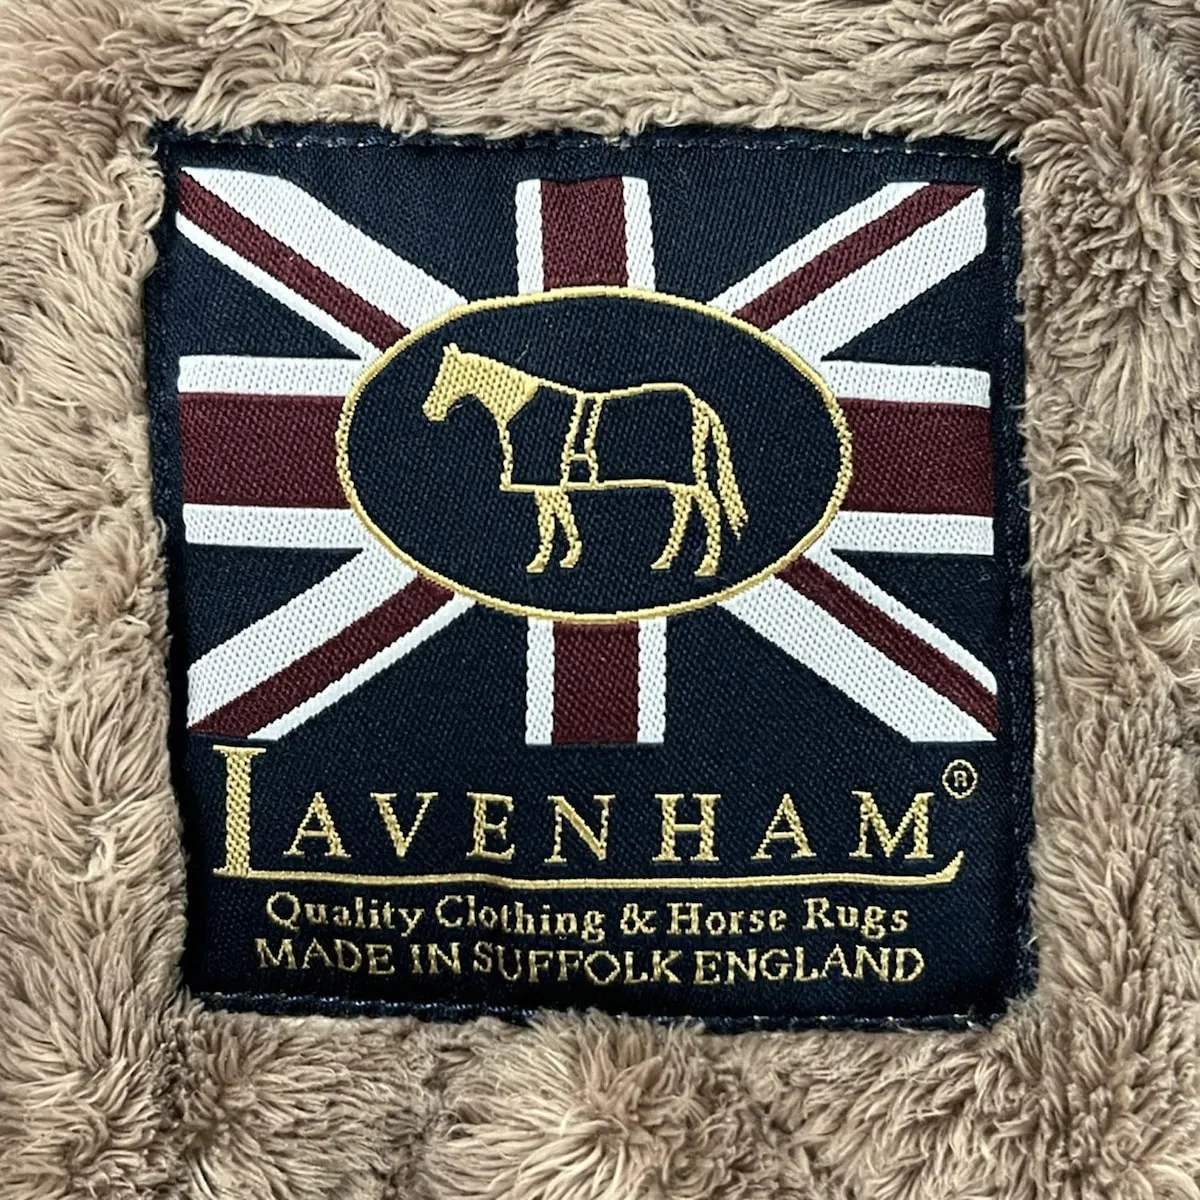 LAVENHAM®
Quality Clothing & Horse Rugs
MADE IN SUFFOLK ENGLAND